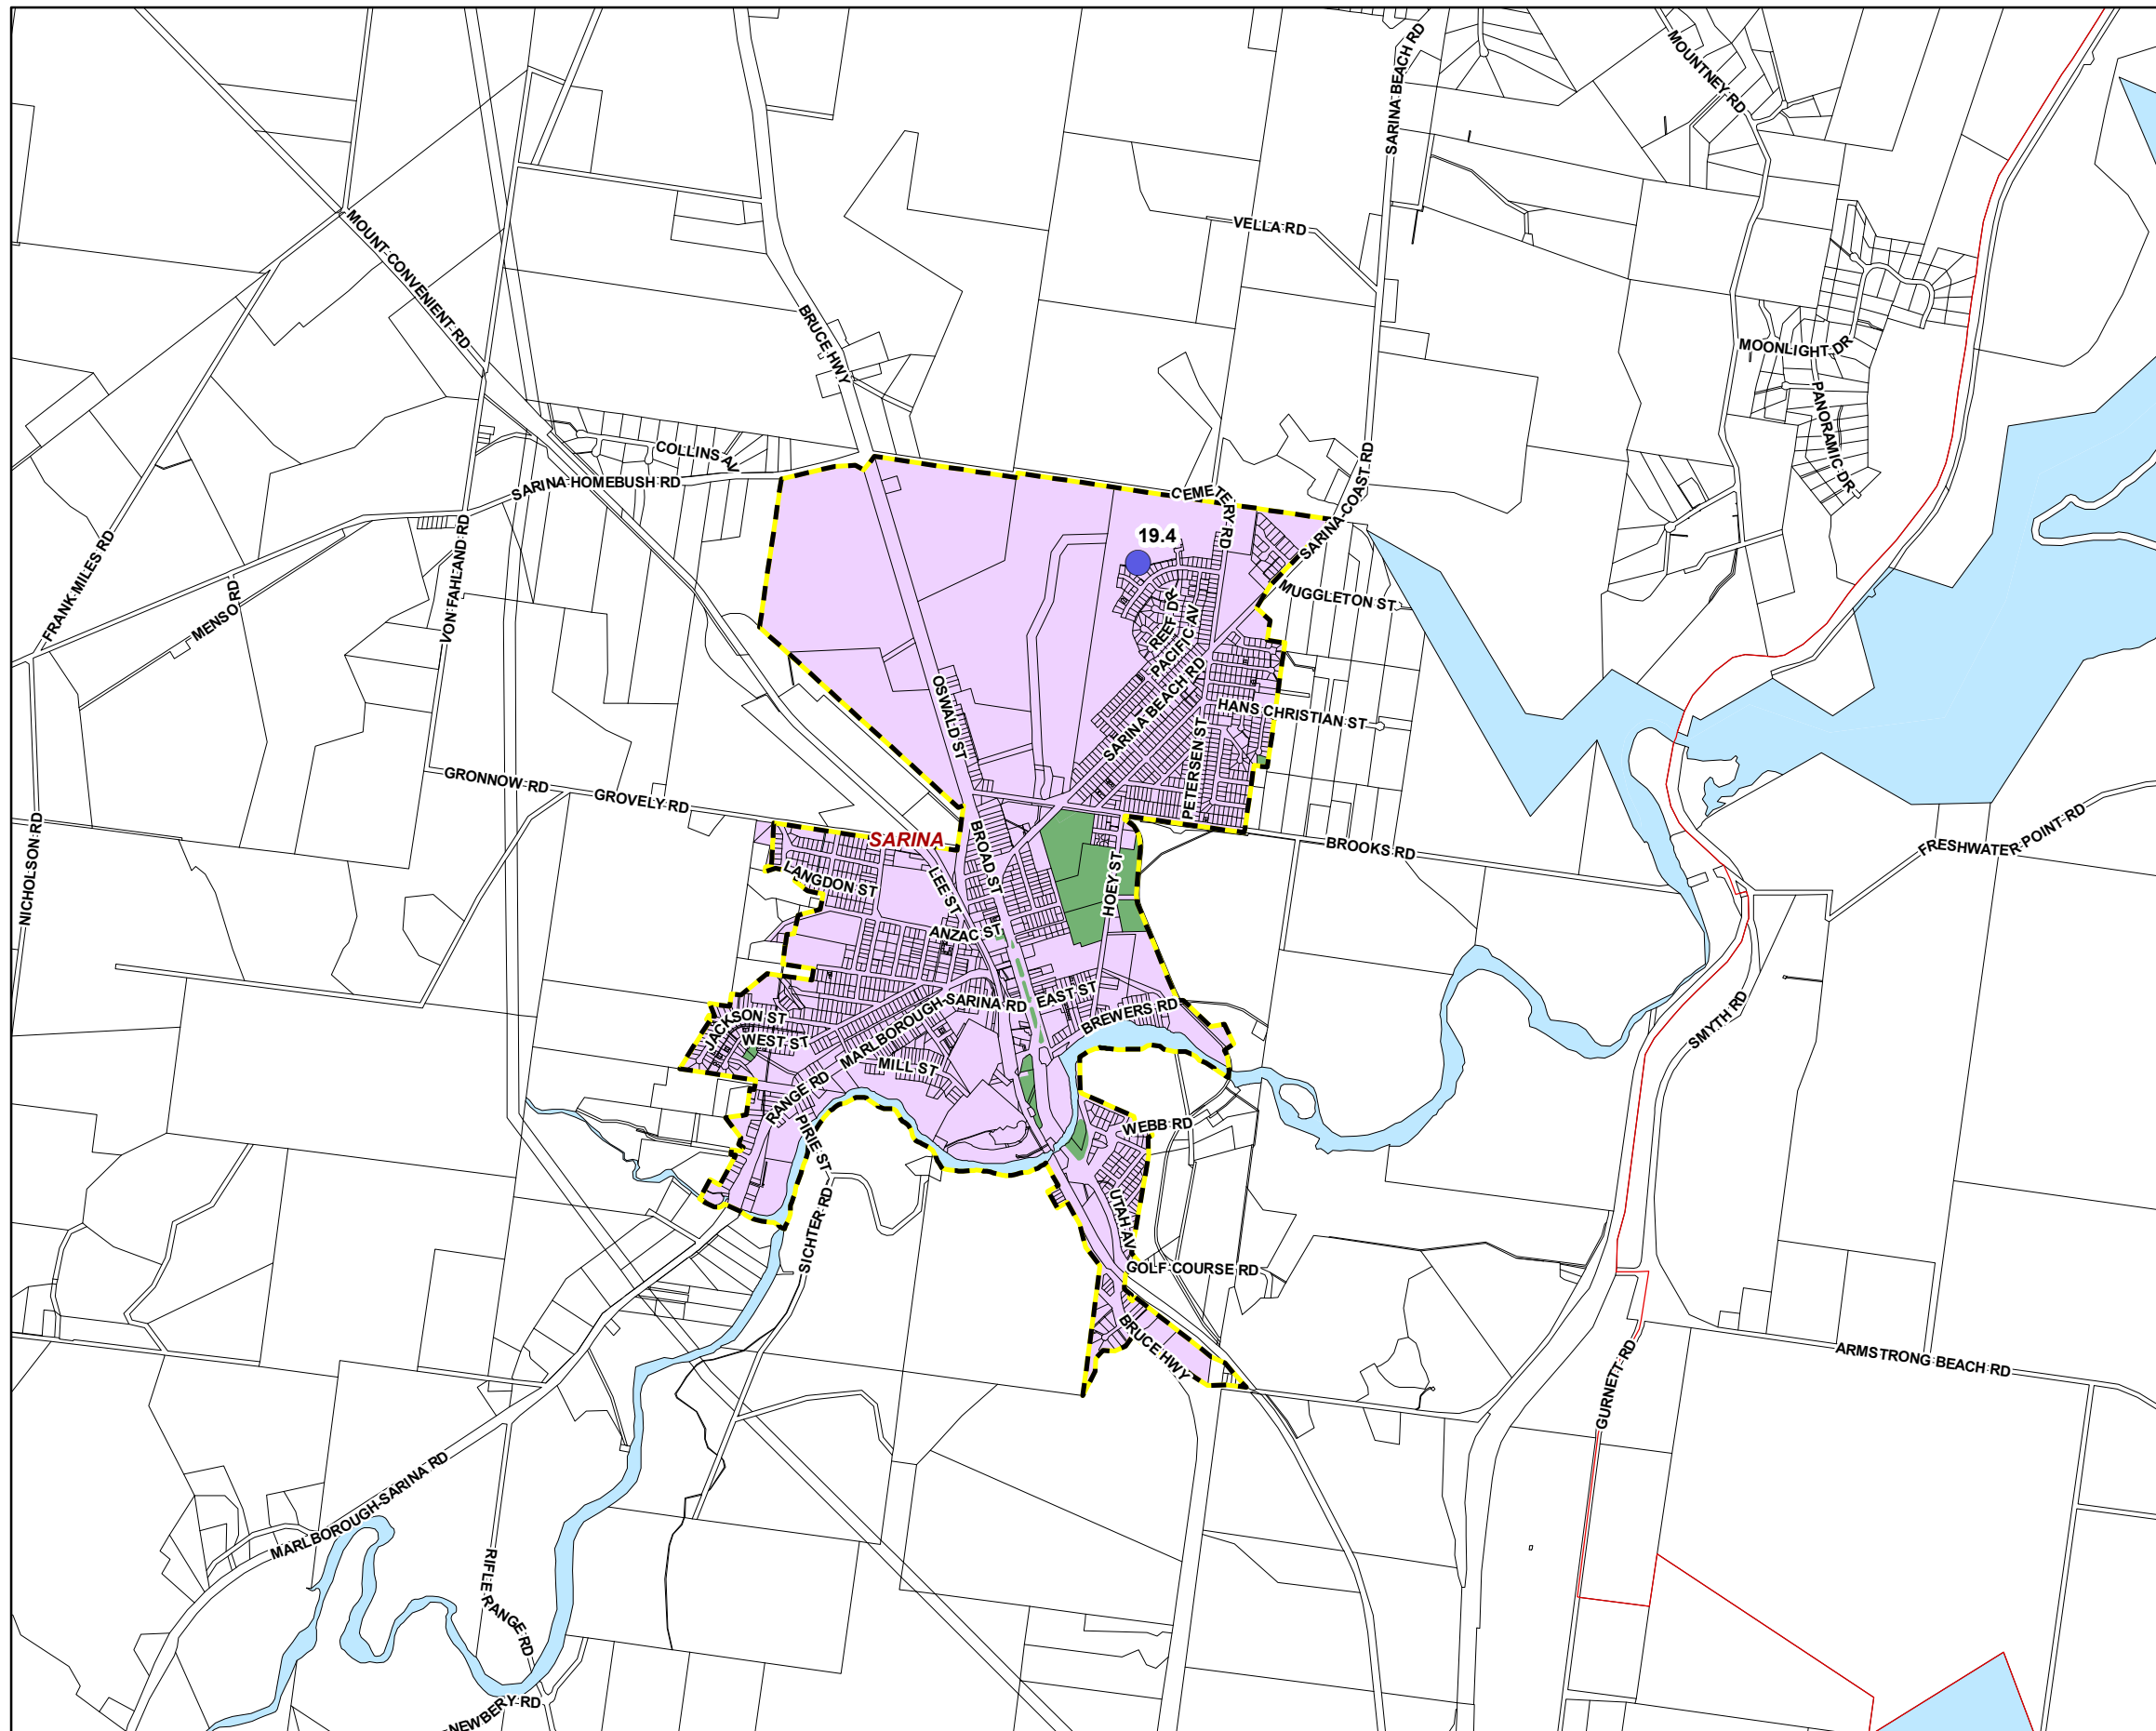 SARINA BEACH RD
MOUNTNEY RD
VELLA RD
MOUNT CONVENIENT RD
BRUCE HWY
MOONLIGHT DR
PANORAMIC DR
COLLINS AV
SARINA HOMEBUSH RD
CEMETERY RD
SARINA-COAST RD
19.4
FRANK MILES RD
MENSO RD
VON FAHLAND RD
MUGGLETON ST
REEF DR
PACIFIC AV
SARINA BEACH RD
HANS CHRISTIAN ST
PETERSEN ST
OSWALD ST
GRONNOW RD
GROVELY RD
SARINA
BROAD ST
BROOKS RD
FRESHWATER POINT RD
NICHOLSON RD
LANGDON ST
LEE ST
HOEY ST
ANZAC ST
MARLBOROUGH-SARINA RD
EAST ST
BREWERS RD
JACKSON ST
WEST ST
MILL ST
SMYTH RD
RANGE RD
PIRIE ST
WEBB RD
UTAH AV
SICHTER RD
GOLF COURSE RD
BRUCE HWY
ARMSTRONG BEACH RD
GURNETT RD
MARLBOROUGH-SARINA RD
RIFLE RANGE RD
NEWBERY RD